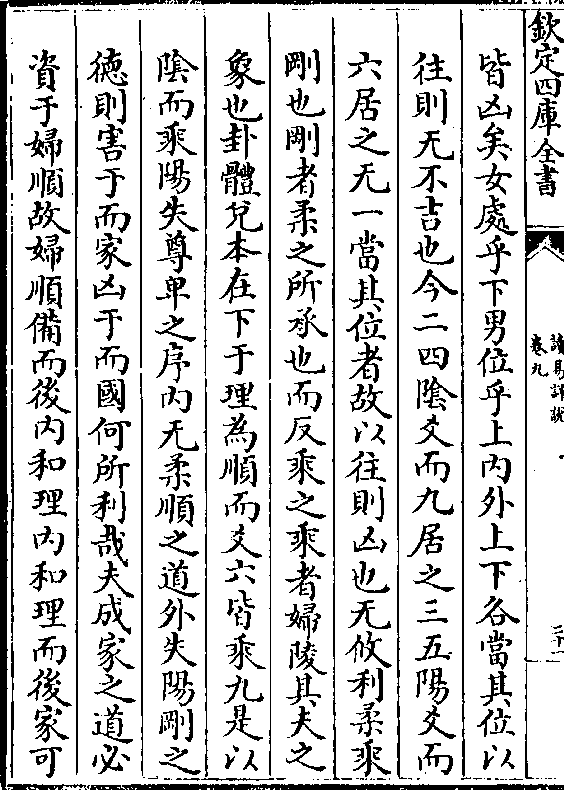 欽定四庫全書
讀易詳說
卷九
二十一
皆凶矣女處乎下男位乎上内外上下各當其位以
往則无不吉也今二四陰爻而九居之三五陽爻而
六居之无一當其位者故以往則凶也无攸利柔乘
剛也剛者柔之所承也而反乘之乘者婦陵其夫之
象也卦體兌本在下于理為順而爻六皆乘九是以
陰而乘陽失尊卑之序内无柔順之道外失陽剛之
德則害于而家凶于而國何所利哉夫成家之道必
資于婦順故婦順備而後内和理内和理而後家可